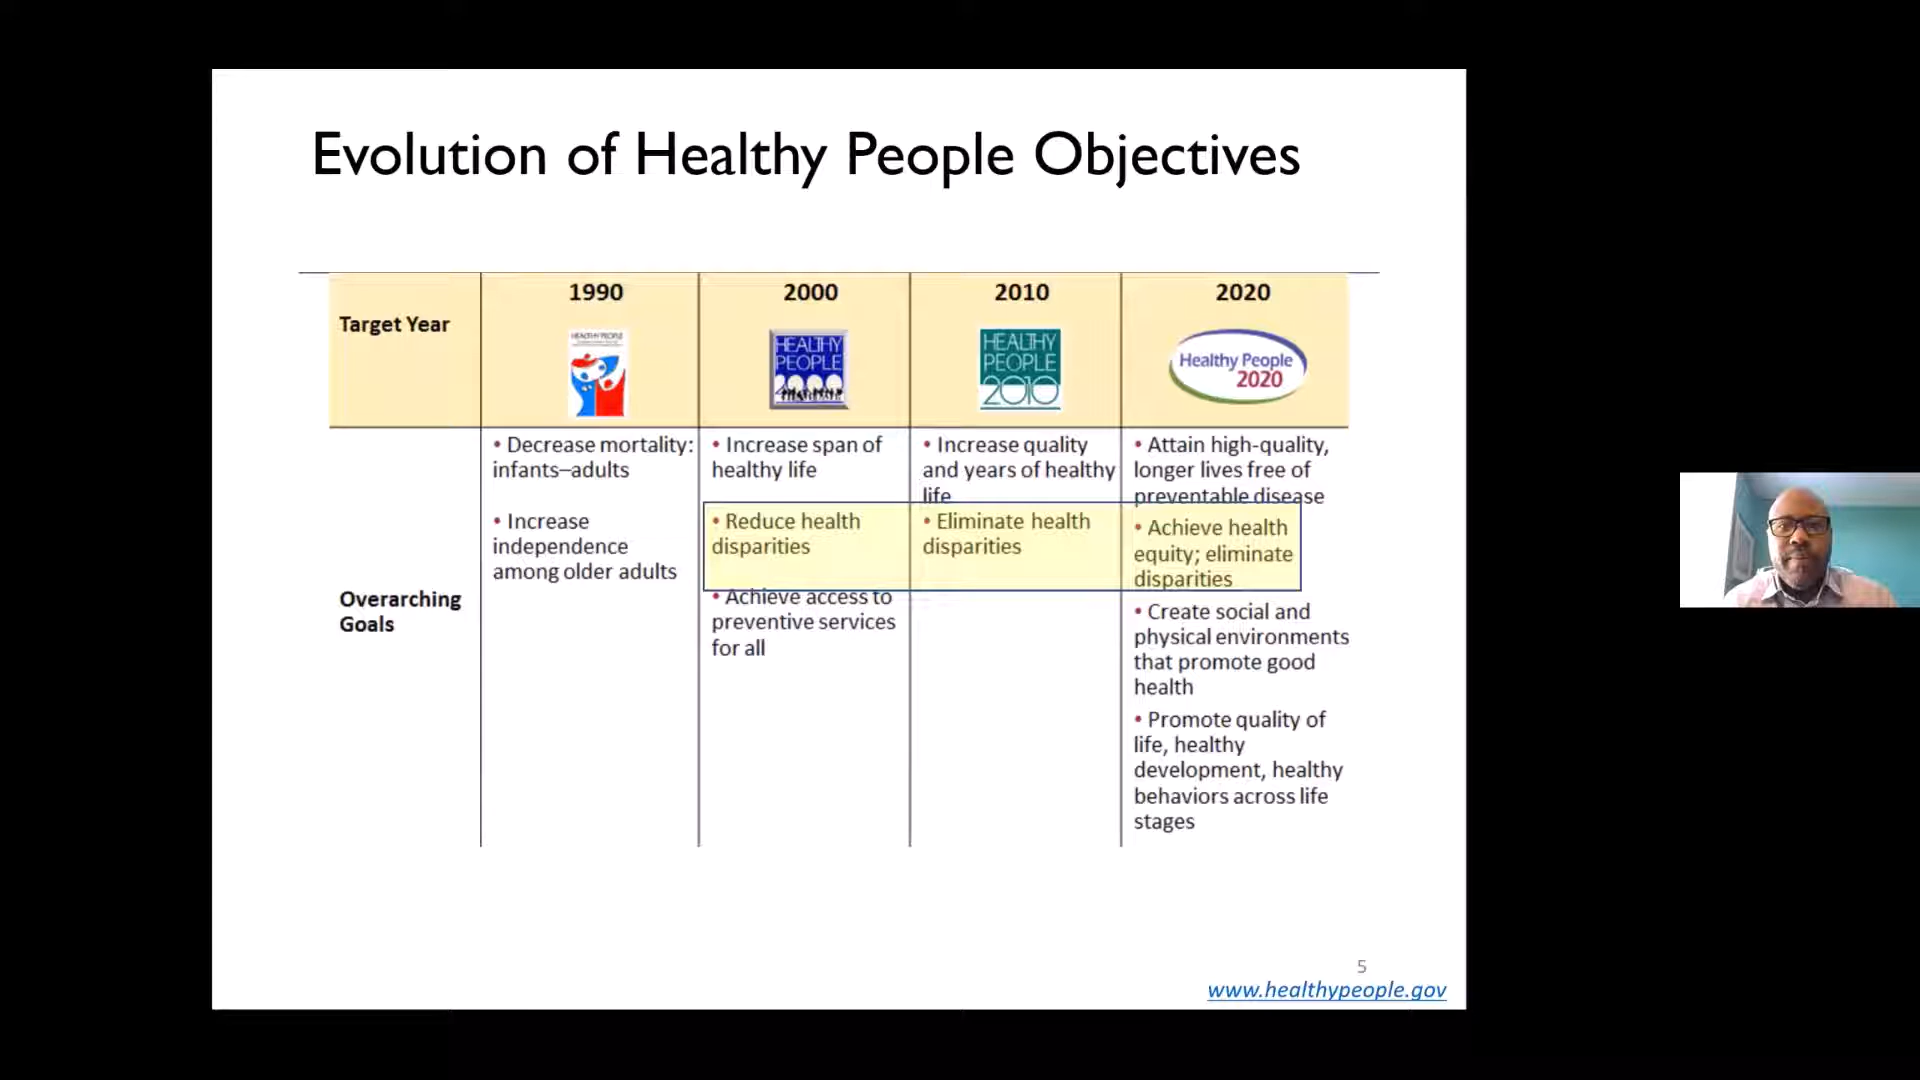 Evolution of Healthy People Objectives
Target Year
1990
2000
2010
2020
HEALTHY PEOPLE
HEALTHY
PEOPLE
2000
HEALTHY
PEOPLE
2010
Healthy People
2020
Overarching
Goals
• Decrease mortality:
infants–adults
• Increase
independence
among older adults
• Increase span of
healthy life
• Reduce health
disparities
• Achieve access to
preventive services
for all
• Increase quality
and years of healthy
life
• Eliminate health
disparities
• Attain high-quality,
longer lives free of
preventable disease
• Achieve health
equity; eliminate
disparities
• Create social and
physical environments
that promote good
health
• Promote quality of
life, healthy
development, healthy
behaviors across life
stages
5
www.healthypeople.gov